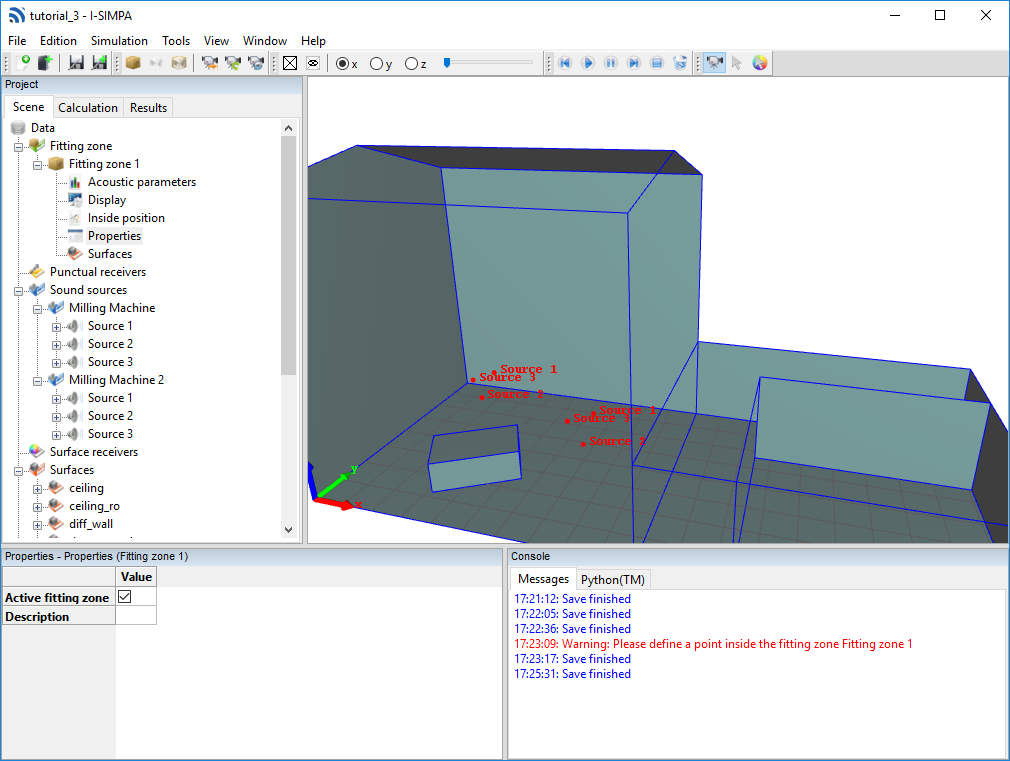 tutorial_3 - I-SIMPA
File Edition Simulation Tools View Window Help
x y z
Project
Scene Calculation Results
Data
Fitting zone
Fitting zone 1
Acoustic parameters
Display
Inside position
Properties
Surfaces
Punctual receivers
Sound sources
Milling Machine
Source 1
Source 2
Source 3
Milling Machine 2
Source 1
Source 2
Source 3
Surface receivers
Surfaces
ceiling
ceiling_ro
diff_wall
Source 1
Source 3
Source 2
Source 1
Source 3
Source 2
y
x
Properties - Properties (Fitting zone 1)
Value
Active fitting zone
Description
Console
Messages Python(TM)
17:21:12: Save finished
17:22:05: Save finished
17:22:36: Save finished
17:23:09: Warning: Please define a point inside the fitting zone Fitting zone 1
17:23:17: Save finished
17:25:31: Save finished